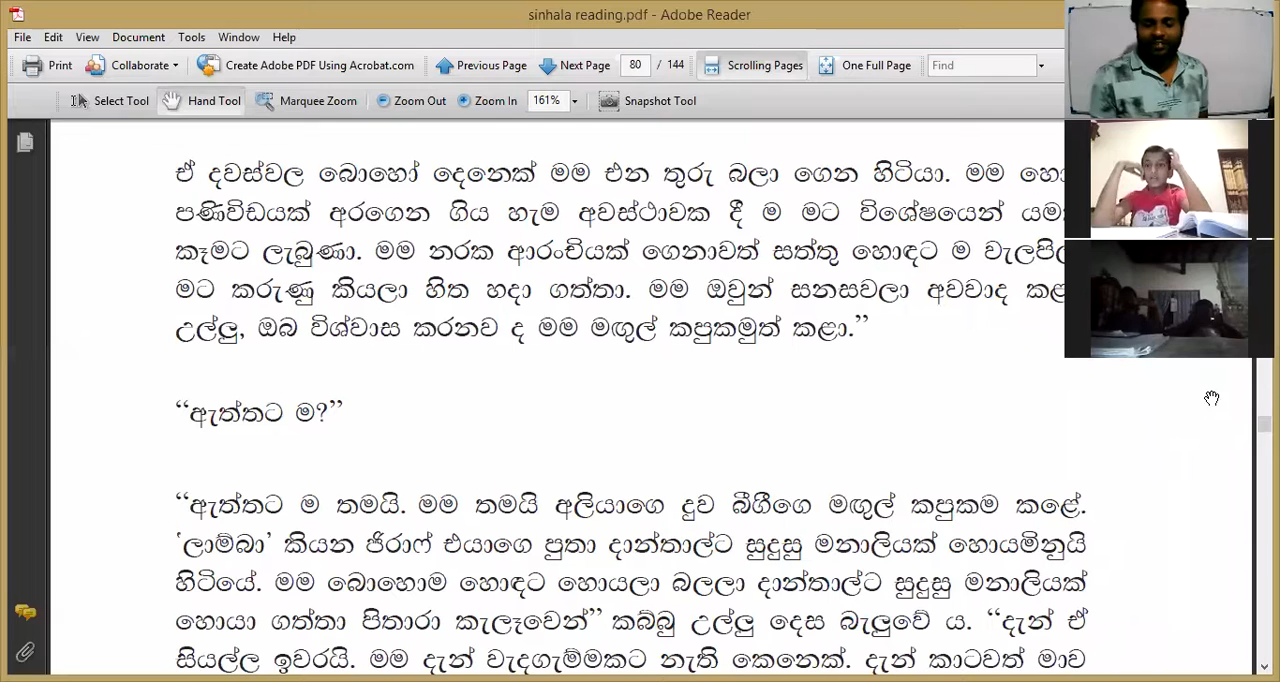 sinhala reading.pdf - Adobe Reader
File Edit View Document Tools Window Help
Print Collaborate Create Adobe PDF Using Acrobat.com Previous Page Next Page 80 / 144 Scrolling Pages One Full Page Find
Select Tool Hand Tool Marquee Zoom Zoom Out Zoom In 161% Snapshot Tool
ඒ දවස්වල බොහෝ දෙනෙක් මම එන තුරු බලා ගෙන හිටියා. මම
පණිවිඩයක් අරගෙන ගිය හැම අවස්ථාවක දී ම මට විශේෂයෙන්
කෑමට ලැබුණා. මම නරක ආරංචියක් ගෙනාවත් සත්තු හොඳට ම
මට කරුණු කියලා හිත හදා ගත්තා. මම ඔවුන් සනසවලා අවවාද
උල්ලු, ඔබ විශ්වාස කරනව ද මම මඟුල් කපුකමුත් කළා.’’
‘‘ඇත්තට ම?’’
‘‘ඇත්තට ම තමයි. මම තමයි අලියාගෙ දුව බීගීගෙ මඟුල් කපුකම කළේ.
‘ලාම්බා’ කියන ජිරාෆ් එයාගෙ පුතා දාන්තාල්ට සුදුසු මනාලියක් හොයමිනුයි
හිටියේ. මම බොහොම හොඳට හොයලා බලලා දාන්තාල්ට සුදුසු මනාලියක්
හොයා ගත්තා පිතාරා කැලෑවෙන්’’ කබ්බු උල්ලු දෙස බැලුවේ ය. ‘‘දැන් ඒ
සියල්ල ඉවරයි. මම දැන් වැදගැම්මකට නැති කෙනෙක්. දැන් කාටවත් මාව